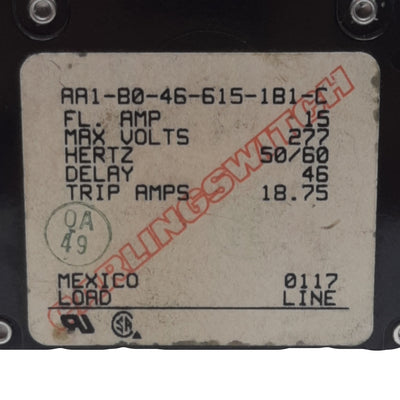 AA1-B0-46-615-1B1-C
FL. AMP 15
MAX VOLTS 277
HERTZ 50/60
DELAY 46
TRIP AMPS 18.75
CARLINGSWITCH
QA
49
MEXICO 0117
LOAD LINE